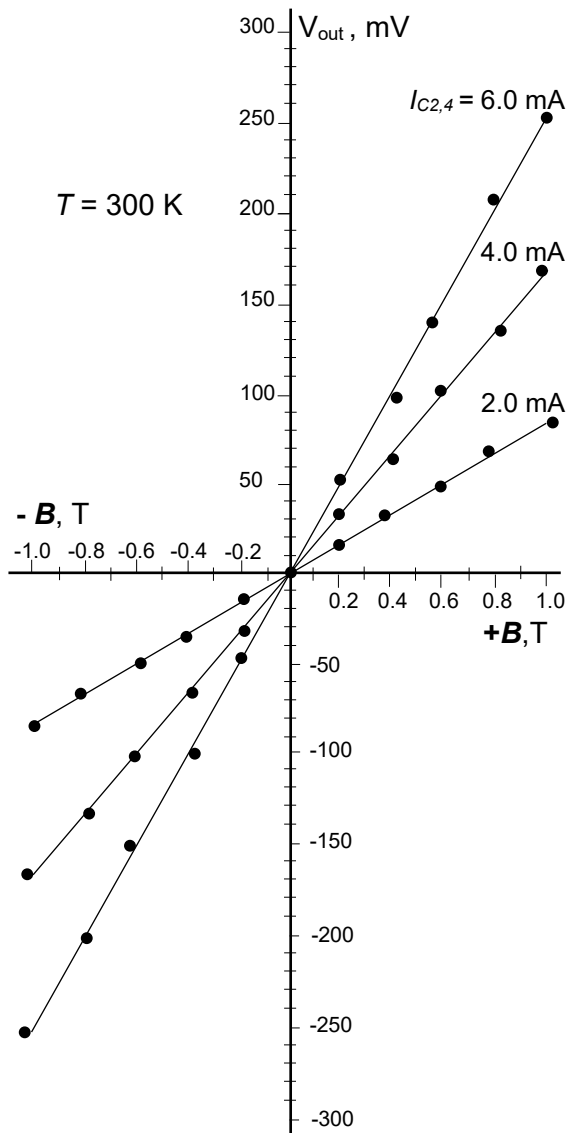 300
V_out , mV
I_C2,4 = 6.0 mA
250
T = 300 K
200
4.0 mA
150
100
2.0 mA
50
- B, T
-1.0 -0.8 -0.6 -0.4 -0.2
0.2 0.4 0.6 0.8 1.0
+B,T
-50
-100
-150
-200
-250
-300